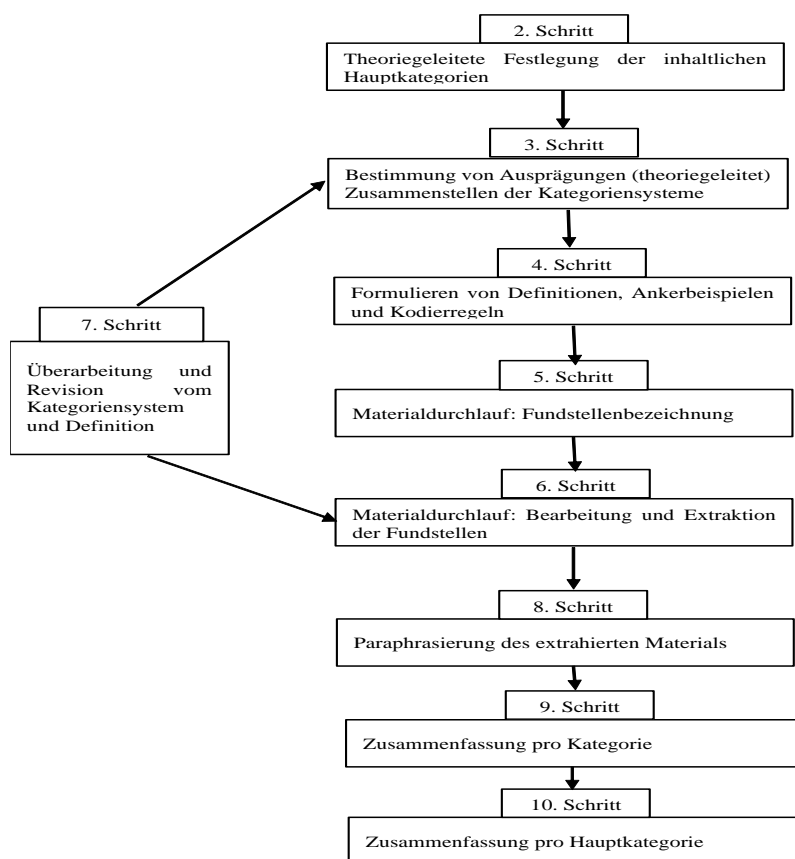 2. Schritt
Theoriegeleitete Festlegung der inhaltlichen
Hauptkategorien
3. Schritt
Bestimmung von Ausprägungen (theoriegeleitet)
Zusammenstellen der Kategoriensysteme
4. Schritt
Formulieren von Definitionen, Ankerbeispielen
und Kodierregeln
7. Schritt
Überarbeitung und
Revision vom
Kategoriensystem
und Definition
5. Schritt
Materialdurchlauf: Fundstellenbezeichnung
6. Schritt
Materialdurchlauf: Bearbeitung und Extraktion
der Fundstellen
8. Schritt
Paraphrasierung des extrahierten Materials
9. Schritt
Zusammenfassung pro Kategorie
10. Schritt
Zusammenfassung pro Hauptkategorie